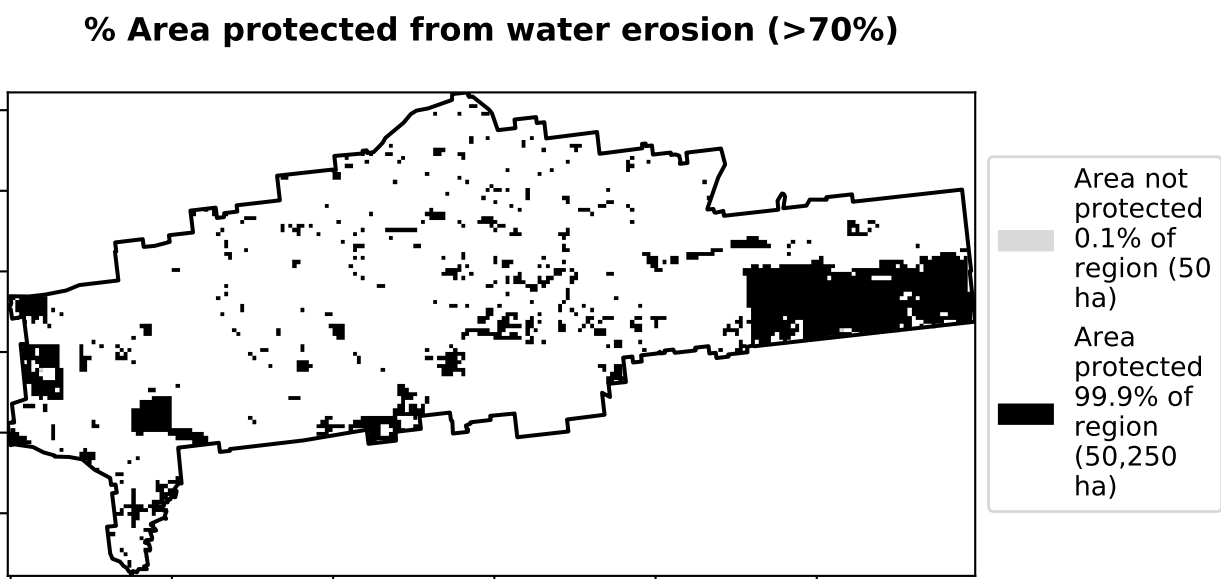 % Area protected from water erosion (>70%)
Area not
protected
0.1% of
region (50
ha)
Area
protected
99.9% of
region
(50,250
ha)